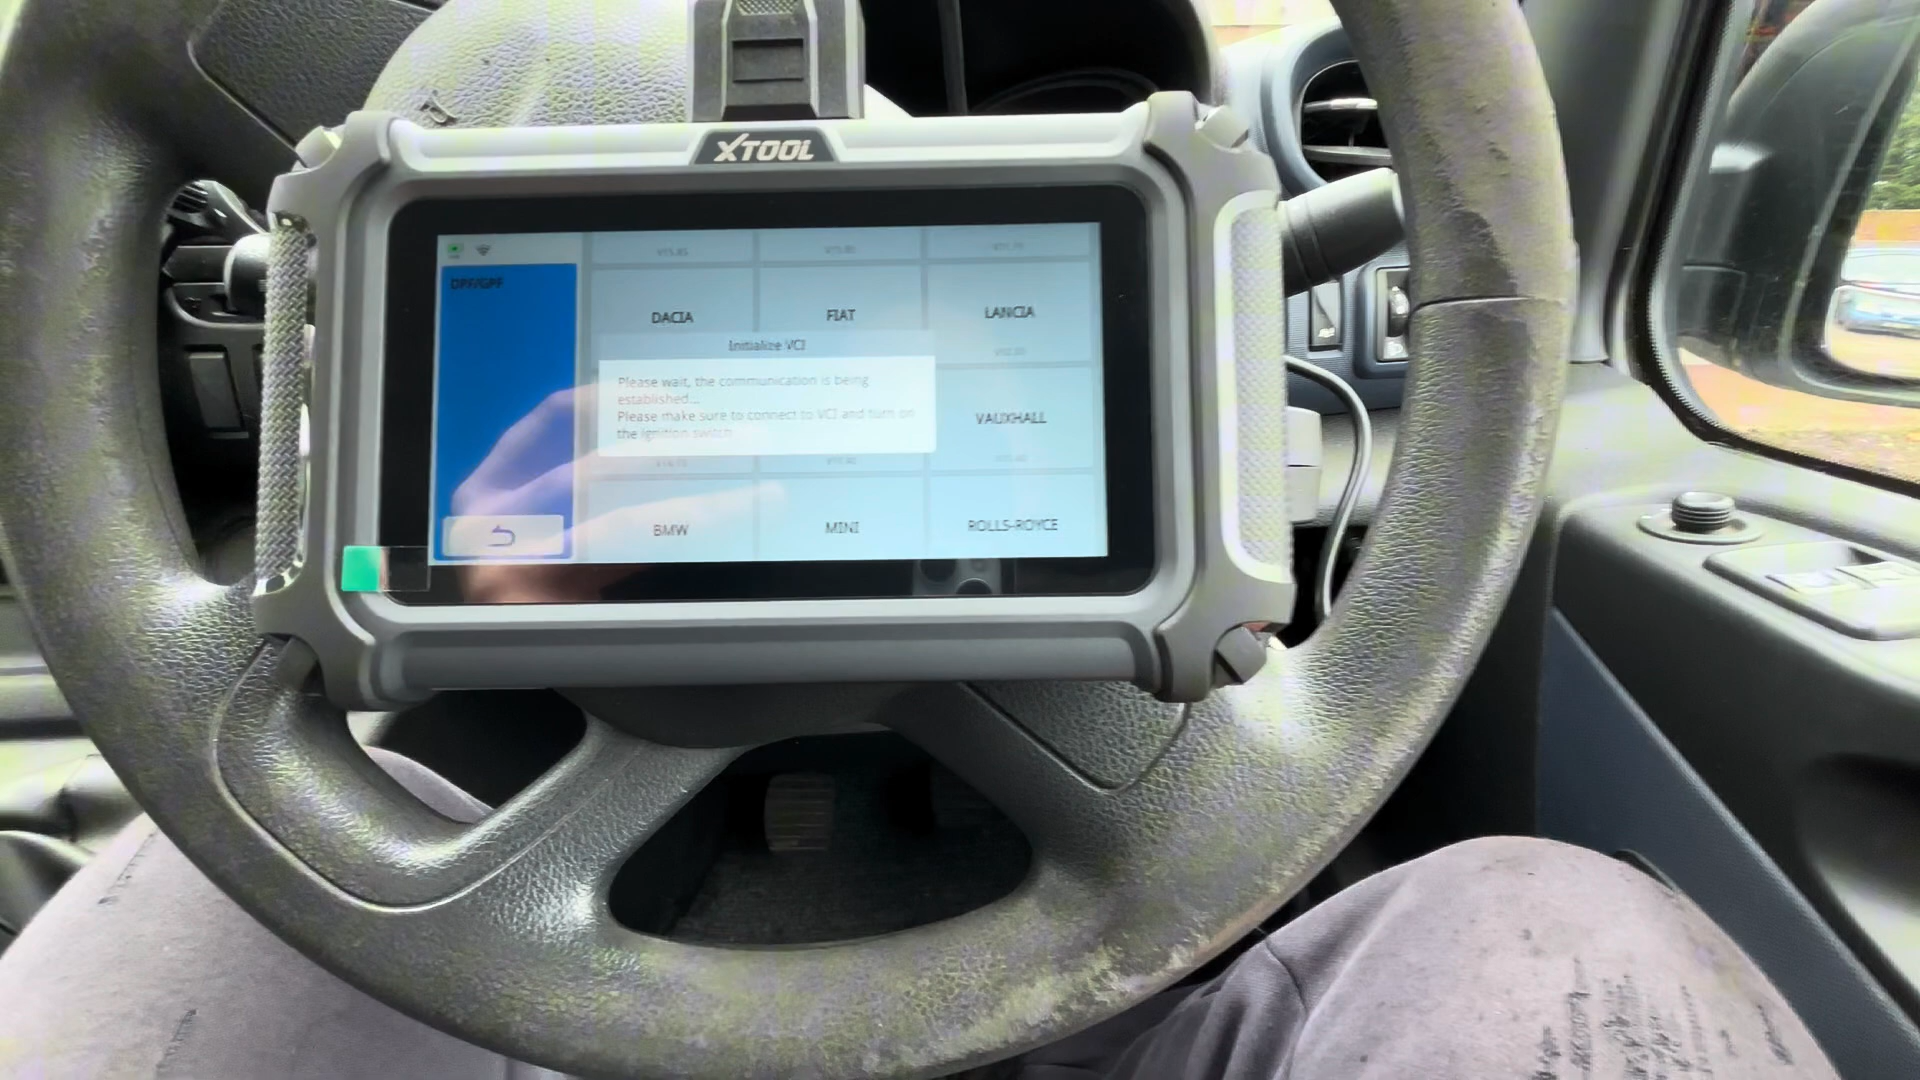 XTOOL
DPF/GPF
DACIA
FIAT
LANCIA
Initialize VCI
Please wait, the communication is being
established...
Please make sure to connect to VCI and turn on
the ignition switch
VAUXHALL
BMW
MINI
ROLLS-ROYCE